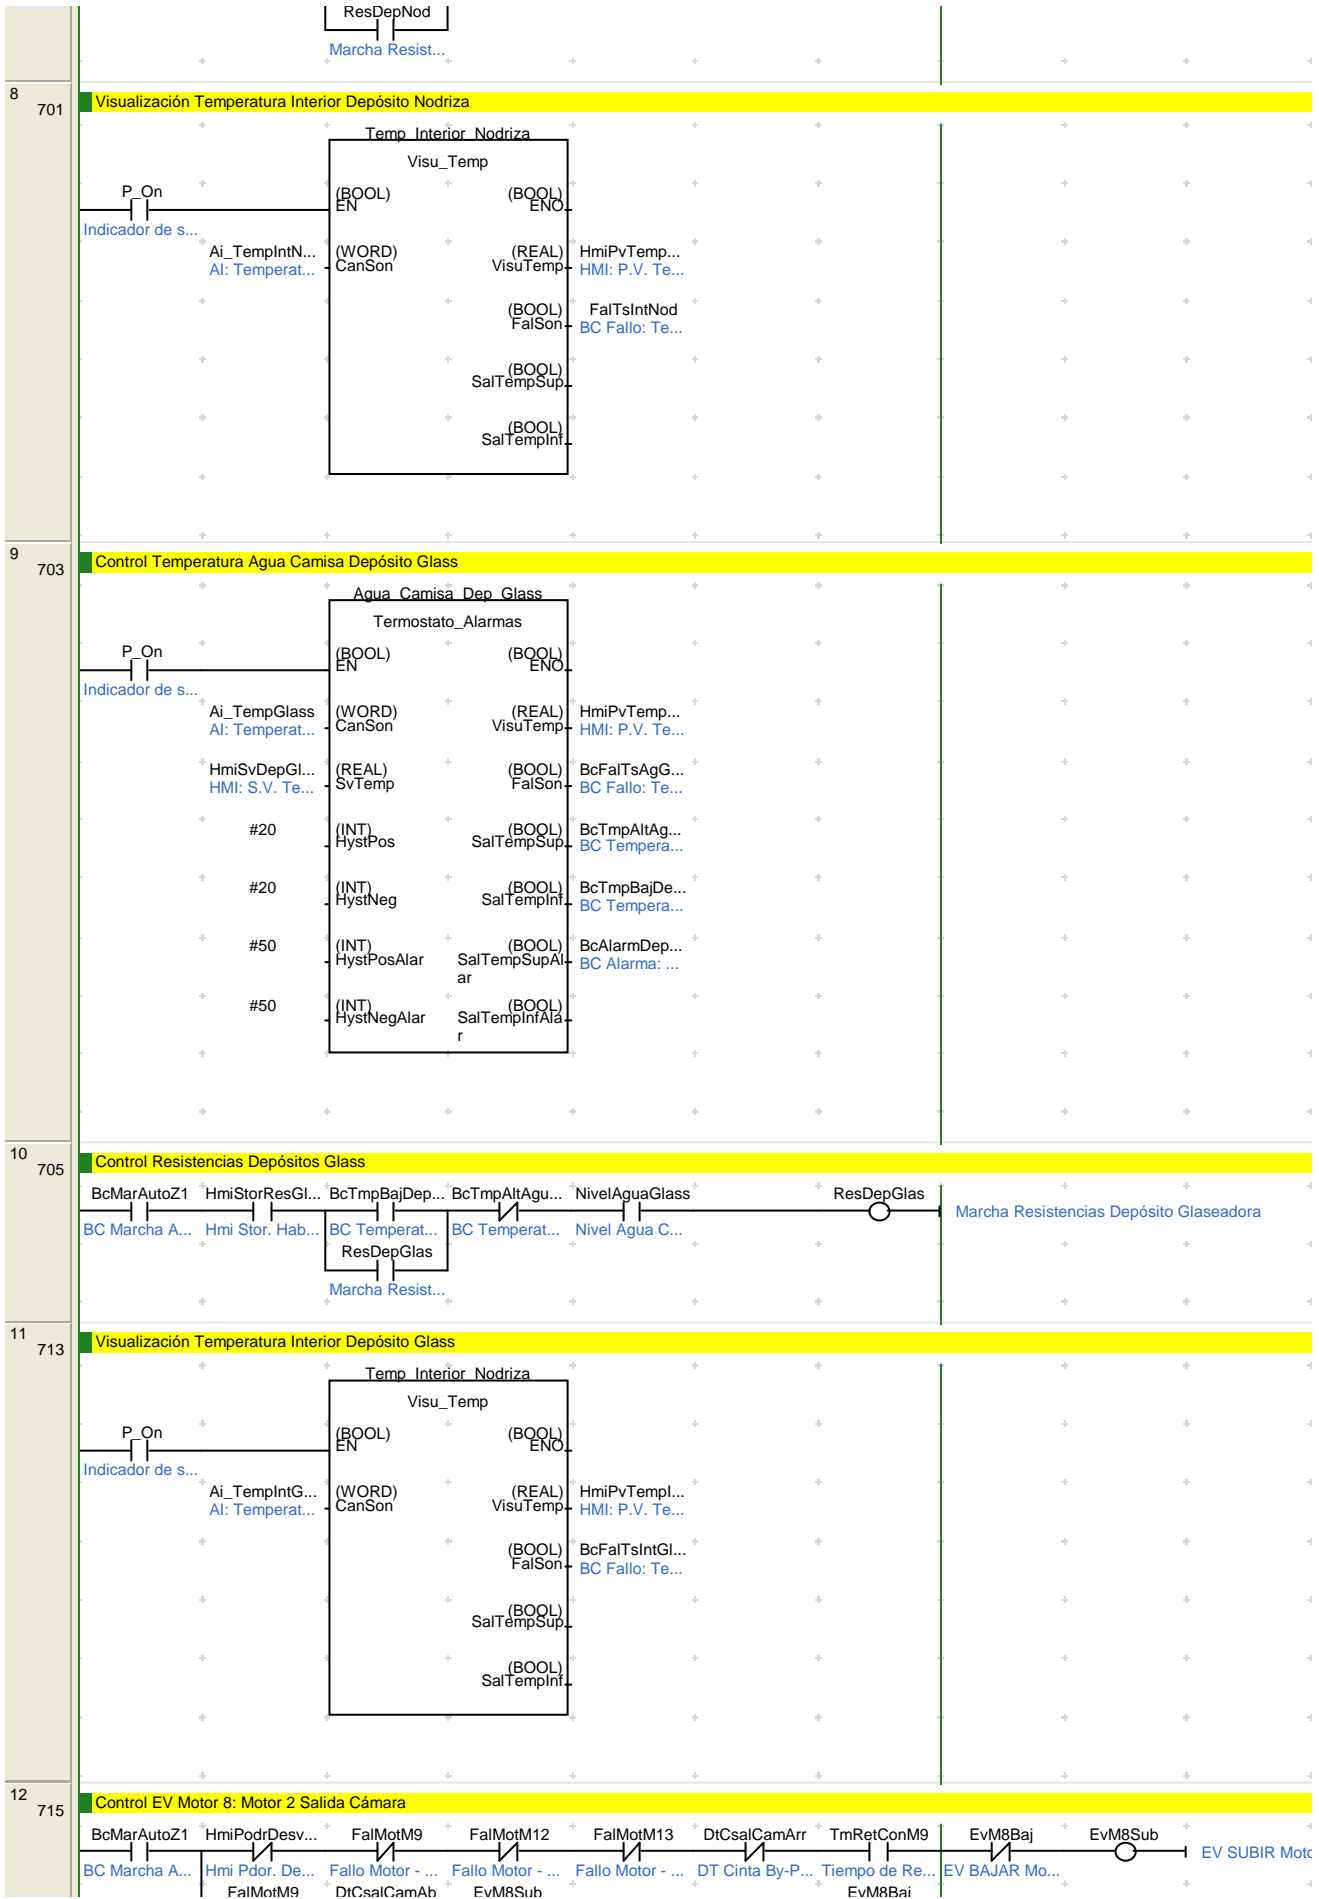 ResDepNod
Marcha Resist...
8
701
Visualización Temperatura Interior Depósito Nodriza
Temp_Interior_Nodriza
Visu_Temp
P_On
(BOOL) (BOOL)
EN ENO
Indicador de s...
Ai_TempIntN... (WORD) (REAL) HmiPvTemp...
AI: Temperat... CanSon VisuTemp HMI: P.V. Te...
(BOOL) FalTsIntNod
FalSon BC Fallo: Te...
(BOOL)
SalTempSup
(BOOL)
SalTempInf
9
703
Control Temperatura Agua Camisa Depósito Glass
Agua_Camisa_Dep_Glass
Termostato_Alarmas
P_On
(BOOL) (BOOL)
EN ENO
Indicador de s...
Ai_TempGlass (WORD) (REAL) HmiPvTemp...
AI: Temperat... CanSon VisuTemp HMI: P.V. Te...
HmiSvDepGl... (REAL) (BOOL) BcFalTsAgG...
HMI: S.V. Te... SvTemp FalSon BC Fallo: Te...
#20 (INT) (BOOL) BcTmpAltAg...
HystPos SalTempSup BC Tempera...
#20 (INT) (BOOL) BcTmpBajDe...
HystNeg SalTempInf BC Tempera...
#50 (INT) (BOOL) BcAlarmDep...
HystPosAlar SalTempSupAl BC Alarma: ...
ar
#50 (INT) (BOOL)
HystNegAlar SalTempInfAla
r
10
705
Control Resistencias Depósitos Glass
BcMarAutoZ1 HmiStorResGl... BcTmpBajDep... BcTmpAltAgu... NivelAguaGlass ResDepGlas
Marcha Resistencias Depósito Glaseadora
BC Marcha A... Hmi Stor. Hab... BC Temperat... BC Temperat... Nivel Agua C...
ResDepGlas
Marcha Resist...
11
713
Visualización Temperatura Interior Depósito Glass
Temp_Interior_Nodriza
Visu_Temp
P_On
(BOOL) (BOOL)
EN ENO
Indicador de s...
Ai_TempIntG... (WORD) (REAL) HmiPvTempI...
AI: Temperat... CanSon VisuTemp HMI: P.V. Te...
(BOOL) BcFalTsIntGl...
FalSon BC Fallo: Te...
(BOOL)
SalTempSup
(BOOL)
SalTempInf
12
715
Control EV Motor 8: Motor 2 Salida Cámara
BcMarAutoZ1 HmiPodrDesv... FalMotM9 FalMotM12 FalMotM13 DtCsalCamArr TmRetConM9 EvM8Baj EvM8Sub
EV SUBIR Moto
BC Marcha A... Hmi Pdor. De... Fallo Motor - ... Fallo Motor - ... Fallo Motor - ... DT Cinta By-P... Tiempo de Re... EV BAJAR Mo...
FalMotM9 DtCsalCamAb EvM8Sub EvM8Baj